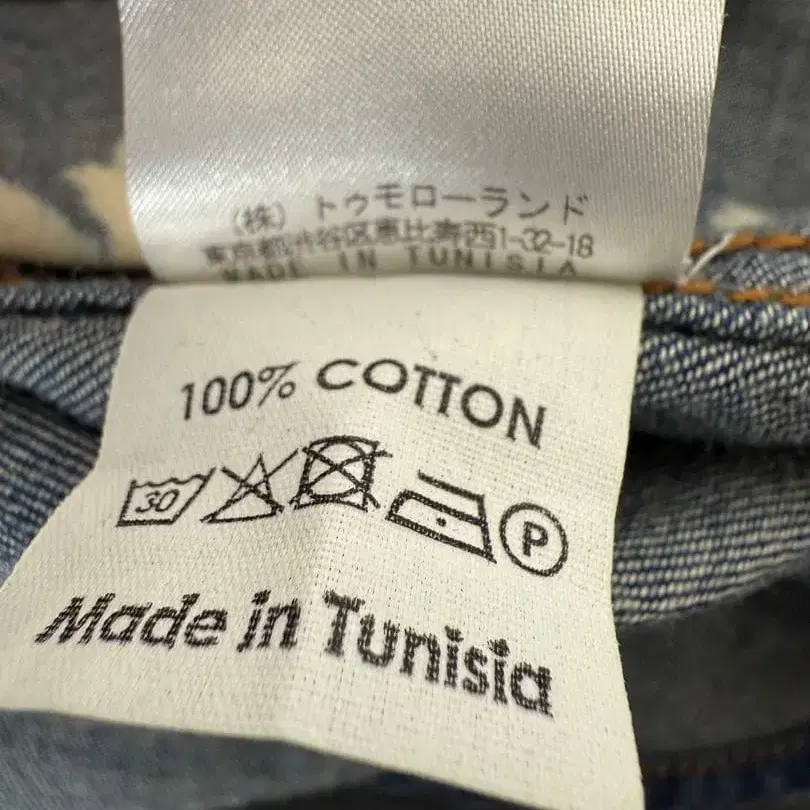 (株) トゥモローランド
東京都渋谷区恵比寿西1-32-18
MADE IN TUNISIA
100% COTTON
30 P
Made in Tunisia